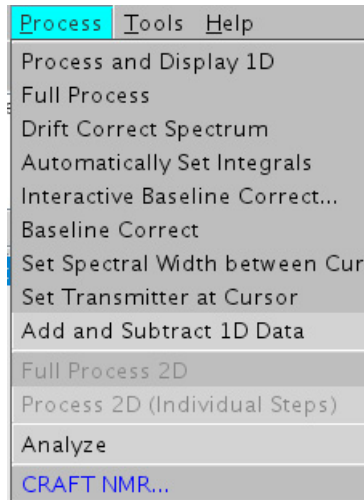 Process Tools Help
Process and Display 1D
Full Process
Drift Correct Spectrum
Automatically Set Integrals
Interactive Baseline Correct...
Baseline Correct
Set Spectral Width between Cur
Set Transmitter at Cursor
Add and Subtract 1D Data
Full Process 2D
Process 2D (Individual Steps)
Analyze
CRAFT NMR...